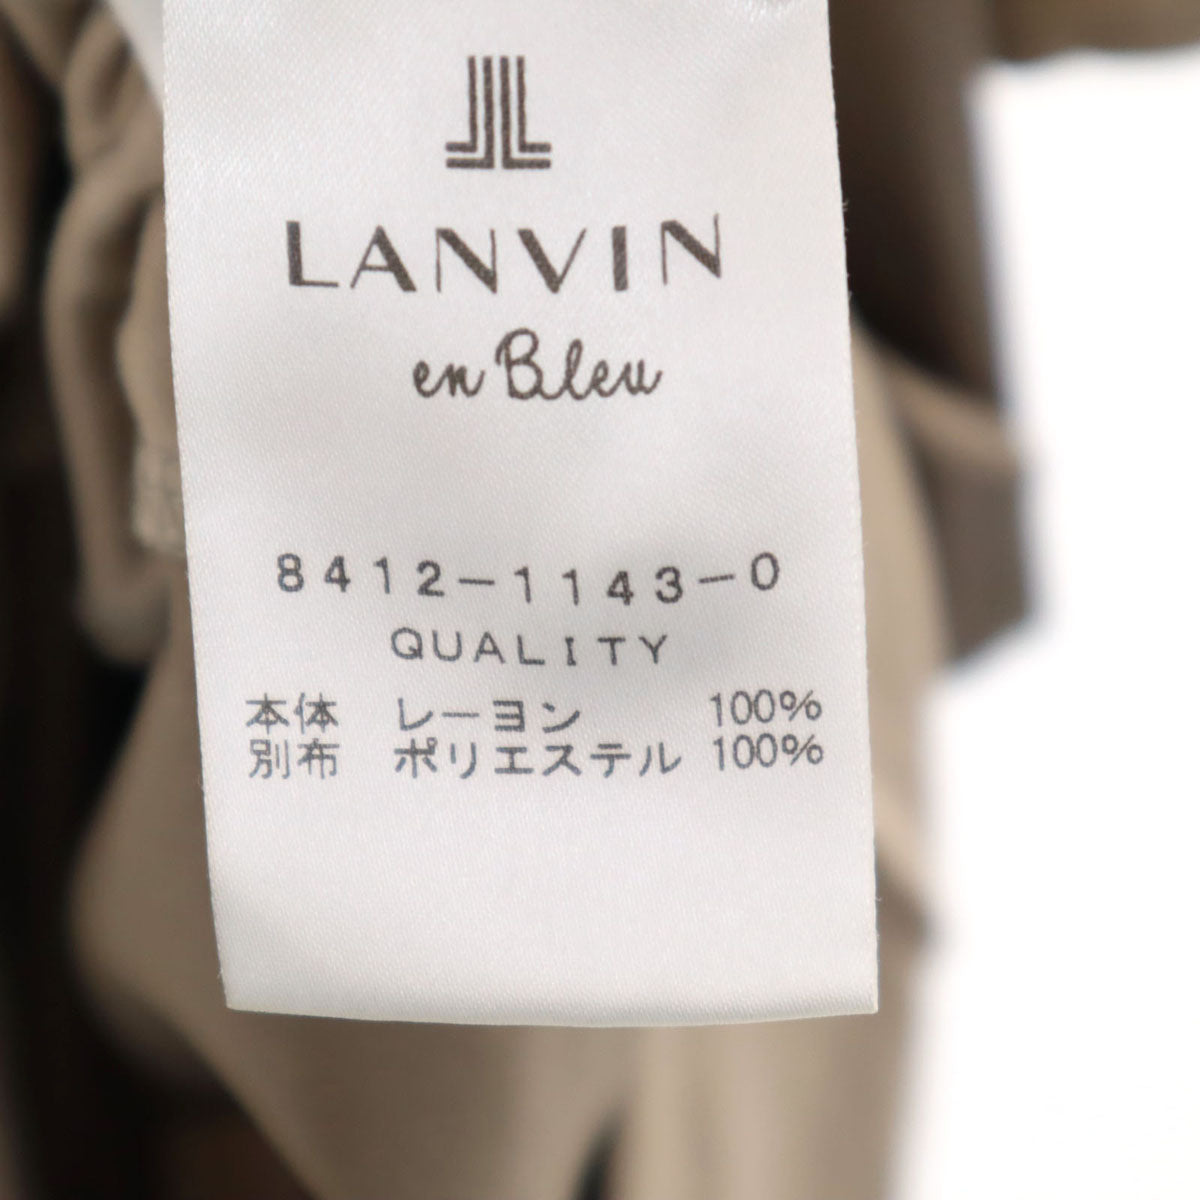 LANVIN
en Bleu
8412-1143-0
QUALITY
本体 レーヨン 100%
別布 ポリエステル 100%